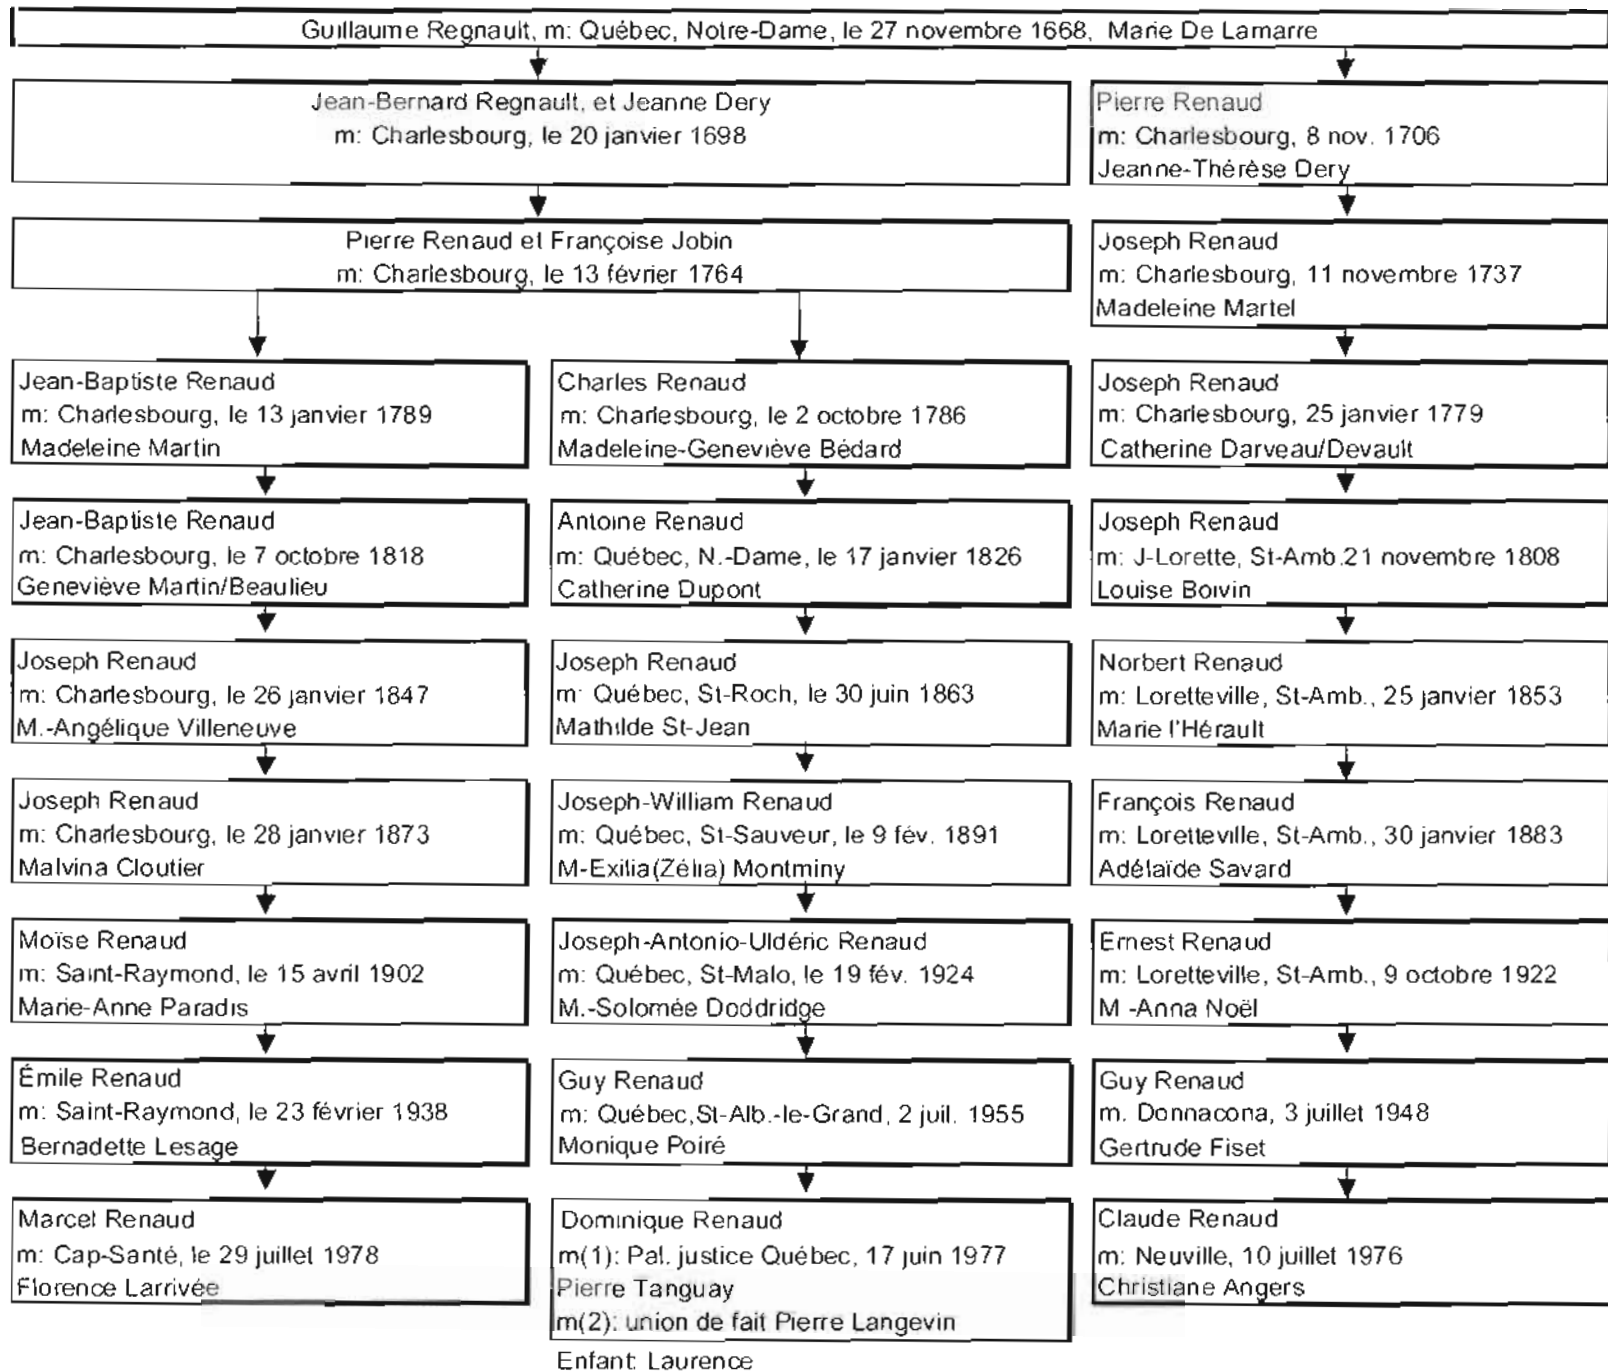 Guillaume Regnault, m: Québec, Notre-Dame, le 27 novembre 1668, Marie De Lamarre
Jean-Bernard Regnault, et Jeanne Dery
m: Charlesbourg, le 20 janvier 1698
Pierre Renaud
m: Charlesbourg, 8 nov. 1706
Jeanne-Thérèse Dery
Pierre Renaud et Françoise Jobin
m: Charlesbourg, le 13 février 1764
Joseph Renaud
m: Charlesbourg, 11 novembre 1737
Madeleine Martel
Jean-Baptiste Renaud
m: Charlesbourg, le 13 janvier 1789
Madeleine Martin
Charles Renaud
m: Charlesbourg, le 2 octobre 1786
Madeleine-Geneviève Bédard
Joseph Renaud
m: Charlesbourg, 25 janvier 1779
Catherine Darveau/Devault
Jean-Baptiste Renaud
m: Charlesbourg, le 7 octobre 1818
Geneviève Martin/Beaulieu
Antoine Renaud
m: Québec, N.-Dame, le 17 janvier 1826
Catherine Dupont
Joseph Renaud
m: J-Lorette, St-Amb.21 novembre 1808
Louise Boivin
Joseph Renaud
m: Charlesbourg, le 26 janvier 1847
M.-Angélique Villeneuve
Joseph Renaud
m: Québec, St-Roch, le 30 juin 1863
Mathilde St-Jean
Norbert Renaud
m: Loretteville, St-Amb., 25 janvier 1853
Marie l'Hérault
Joseph Renaud
m: Charlesbourg, le 28 janvier 1873
Malvina Cloutier
Joseph-William Renaud
m: Québec, St-Sauveur, le 9 fév. 1891
M-Exilia(Zélia) Montminy
François Renaud
m: Loretteville, St-Amb., 30 janvier 1883
Adélaïde Savard
Moïse Renaud
m: Saint-Raymond, le 15 avril 1902
Marie-Anne Paradis
Joseph-Antonio-Uldéric Renaud
m: Québec, St-Malo, le 19 fév. 1924
M.-Solomée Doddridge
Ernest Renaud
m: Loretteville, St-Amb., 9 octobre 1922
M -Anna Noël
Émile Renaud
m: Saint-Raymond, le 23 février 1938
Bernadette Lesage
Guy Renaud
m: Québec,St-Alb.-le-Grand, 2 juil. 1955
Monique Poiré
Guy Renaud
m. Donnacona, 3 juillet 1948
Gertrude Fiset
Marcel Renaud
m: Cap-Santé, le 29 juillet 1978
Florence Larrivée
Dominique Renaud
m(1): Pal. justice Québec, 17 juin 1977
Pierre Tanguay
m(2): union de fait Pierre Langevin
Claude Renaud
m: Neuville, 10 juillet 1976
Christiane Angers
Enfant: Laurence